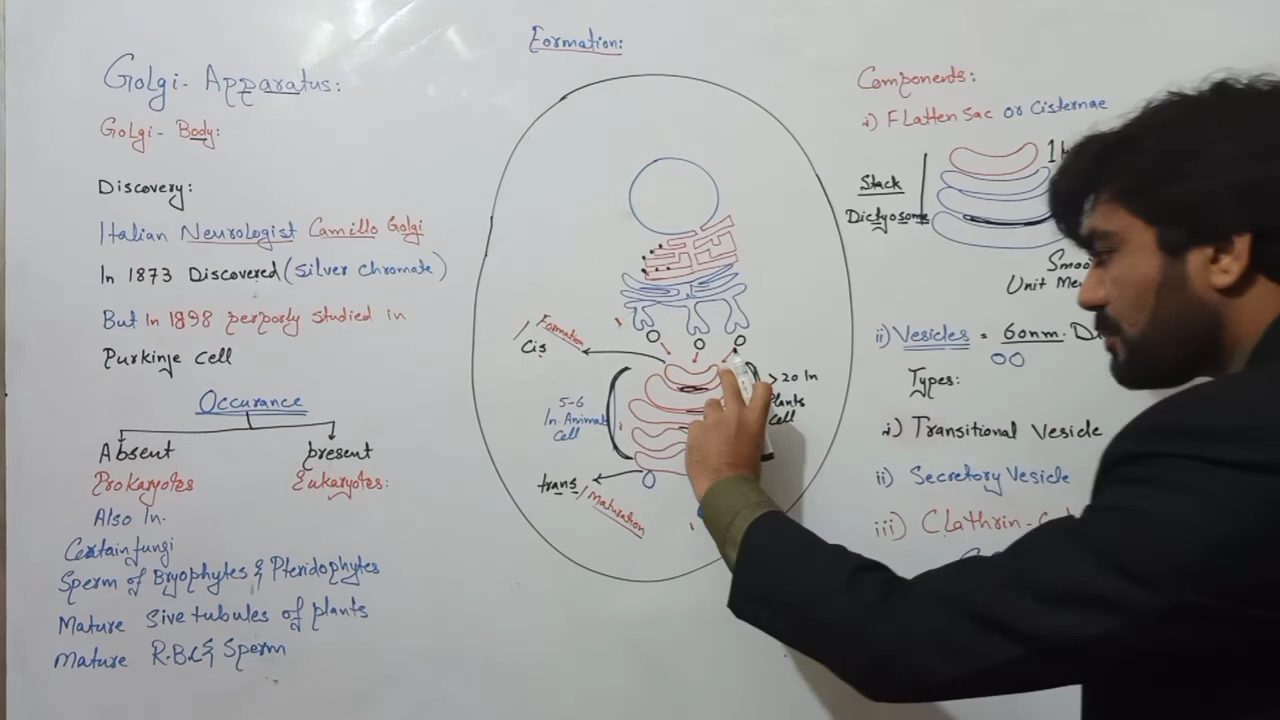 Formation:
Golgi- Apparatus:
Golgi- Body:
Discovery:
Italian Neurologist Camillo Golgi
In 1873 Discovered (Silver Chromate)
But In 1898 perporly studied in
Purkinje cell
Occurance
Absent
present
Prokaryotes
Eukaryotes:
Also In.
Certain fungi
Sperm of Bryophytes & Pteridophytes
Mature Sive tubules of plants
Mature R.B.C & Sperm
Formation
/
Cis
5-6
In Animal
Cell
>20 In
Plants
Cell
trans/Maturation
Components:
i) Flatten Sac or Cisternae
Stack
Dictyosome
Unit
ii) Vesicles = 60nm.
Types:
i) Transitional Vesicle
ii) Secretory Vesicle
iii) Clathrin-